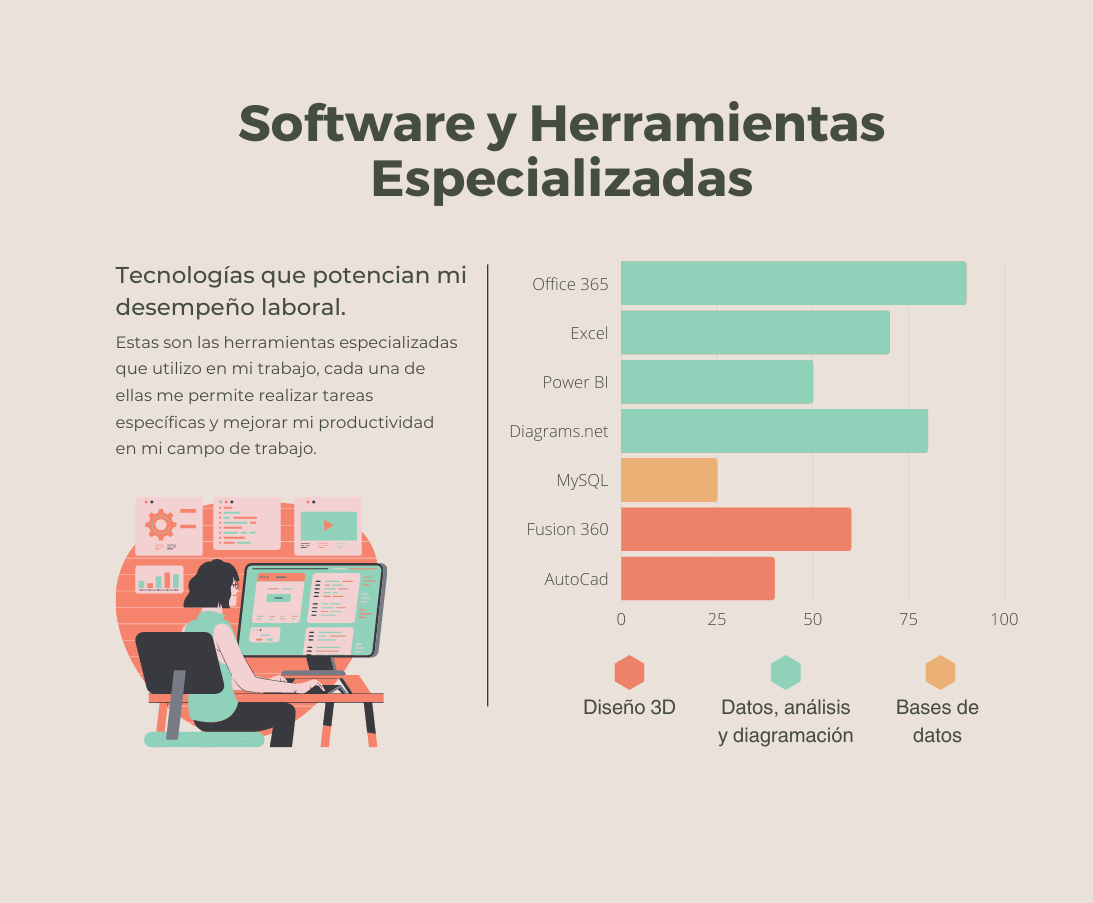 Software y Herramientas
Especializadas
Tecnologías que potencian mi
desempeño laboral.
Estas son las herramientas especializadas
que utilizo en mi trabajo, cada una de
ellas me permite realizar tareas
específicas y mejorar mi productividad
en mi campo de trabajo.
Office 365
Excel
Power BI
Diagrams.net
MySQL
Fusion 360
AutoCad
0 25 50 75 100
Diseño 3D
Datos, análisis
y diagramación
Bases de
datos